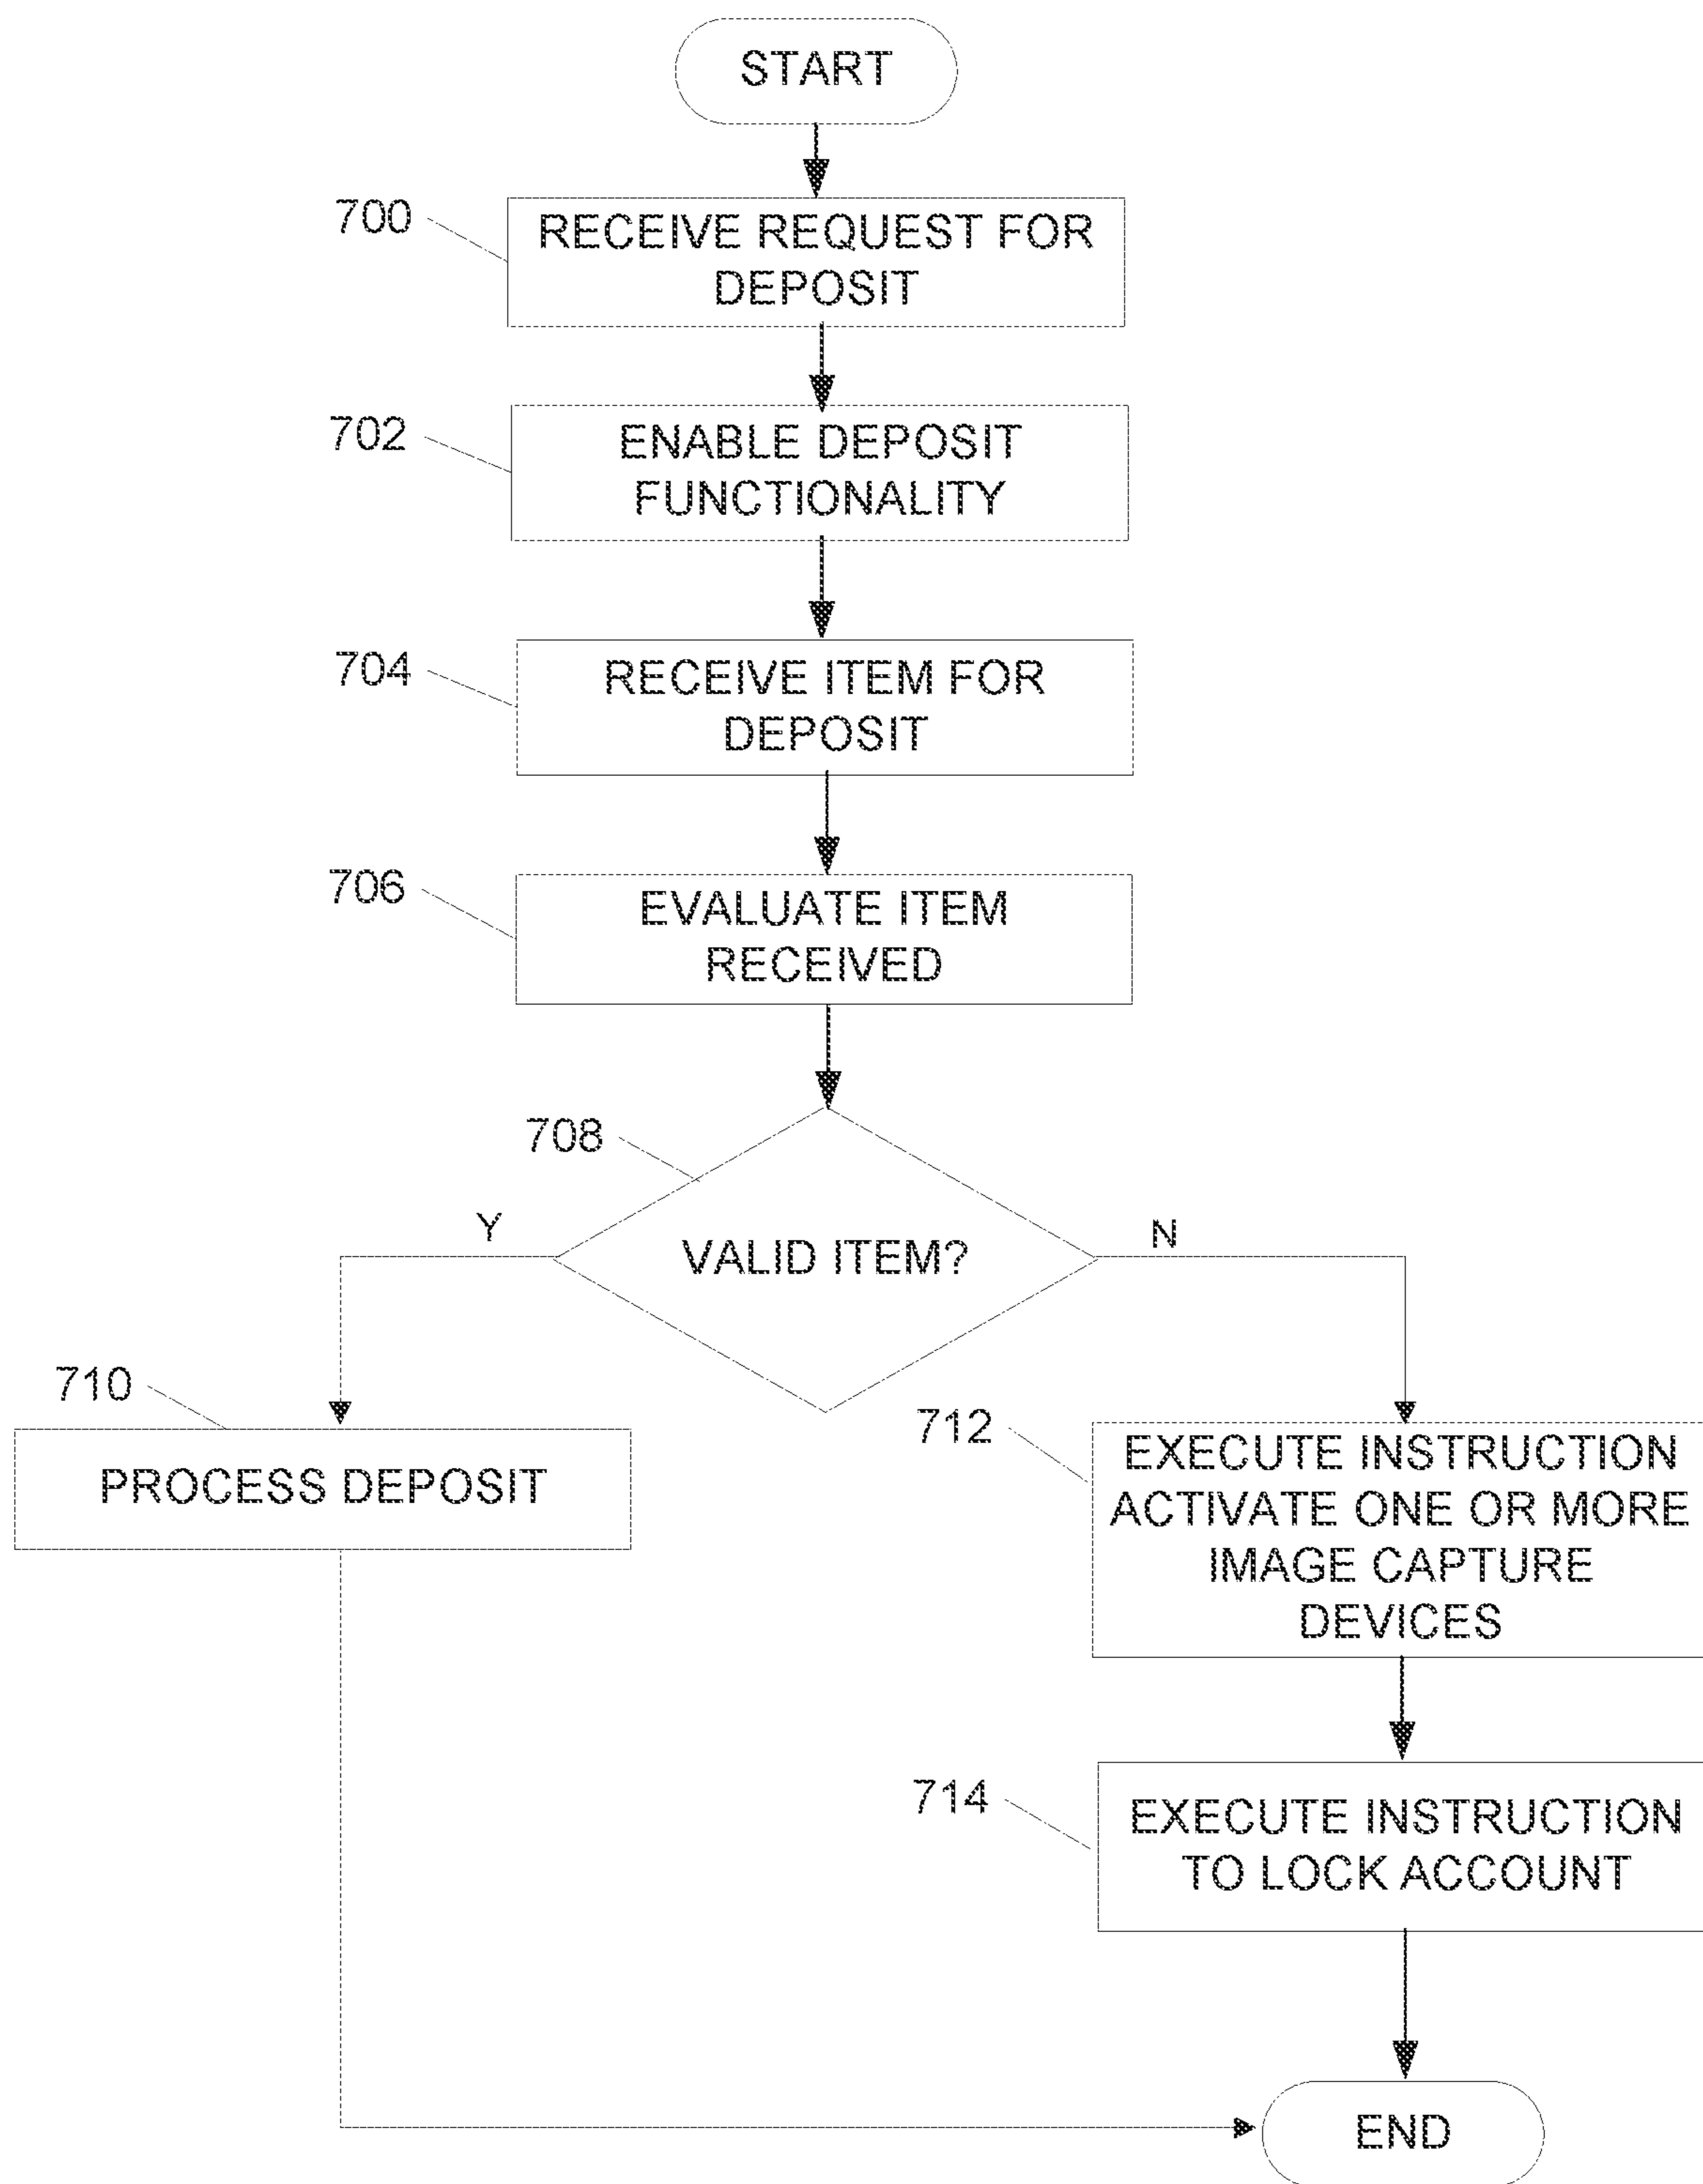 START
700
RECEIVE REQUEST FOR
DEPOSIT
702
ENABLE DEPOSIT
FUNCTIONALITY
704
RECEIVE ITEM FOR
DEPOSIT
706
EVALUATE ITEM
RECEIVED
708
VALID ITEM?
Y
N
710
PROCESS DEPOSIT
712
EXECUTE INSTRUCTION
ACTIVATE ONE OR MORE
IMAGE CAPTURE
DEVICES
714
EXECUTE INSTRUCTION
TO LOCK ACCOUNT
END